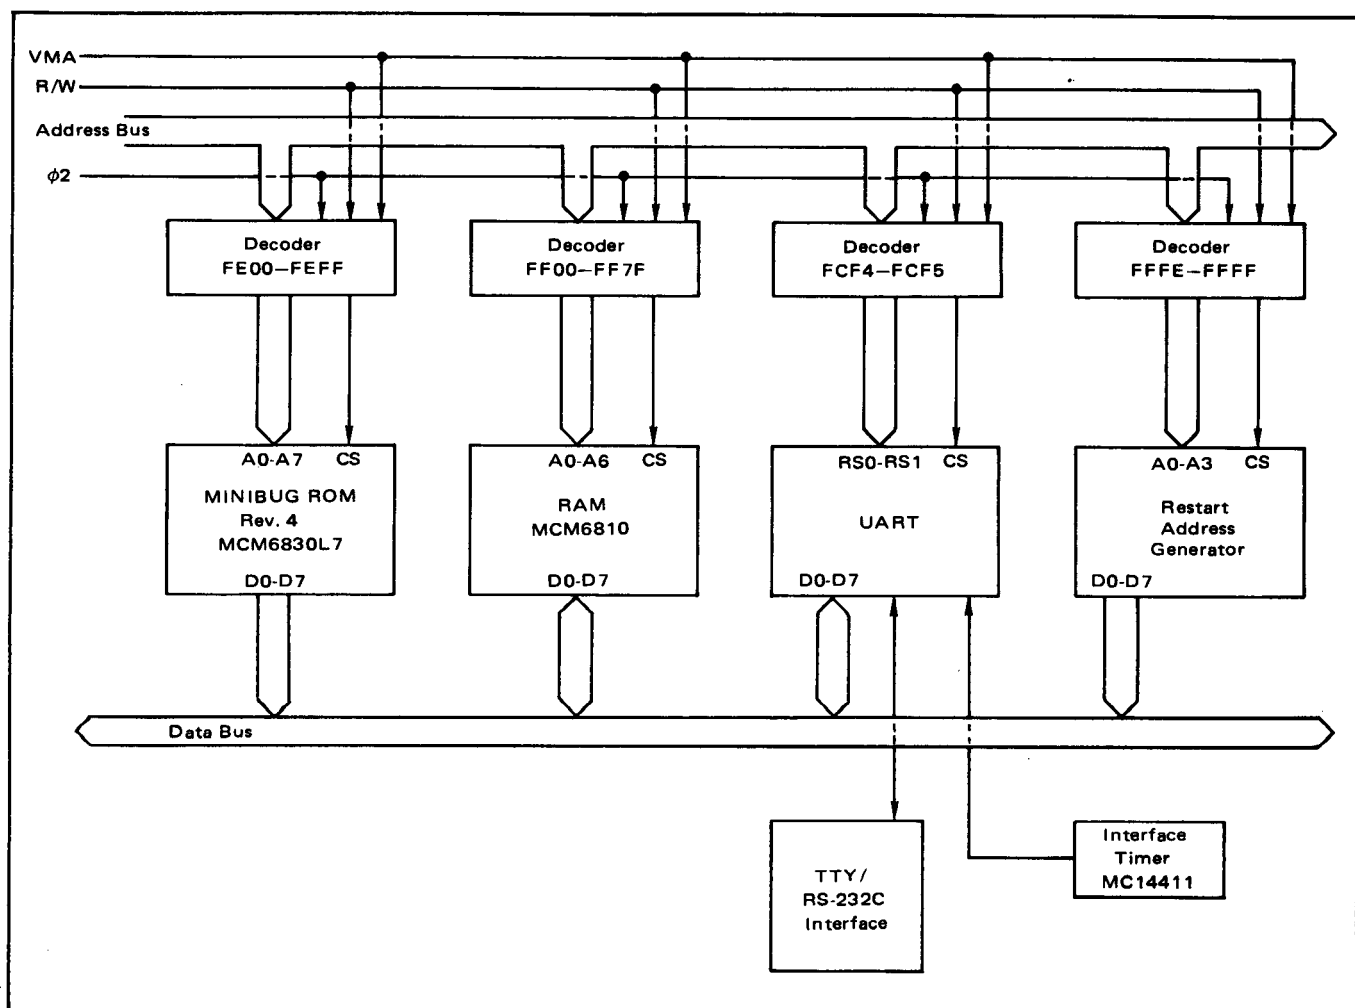 VMA
R/W
Address Bus
ϕ2
Decoder
FE00—FEFF
Decoder
FF00—FF7F
Decoder
FCF4—FCF5
Decoder
FFFE—FFFF
A0-A7 CS
MINIBUG ROM
Rev. 4
MCM6830L7
D0-D7
A0-A6 CS
RAM
MCM6810
D0-D7
RS0-RS1 CS
UART
D0-D7
A0-A3 CS
Restart
Address
Generator
D0-D7
Data Bus
TTY/
RS-232C
Interface
Interface
Timer
MC14411